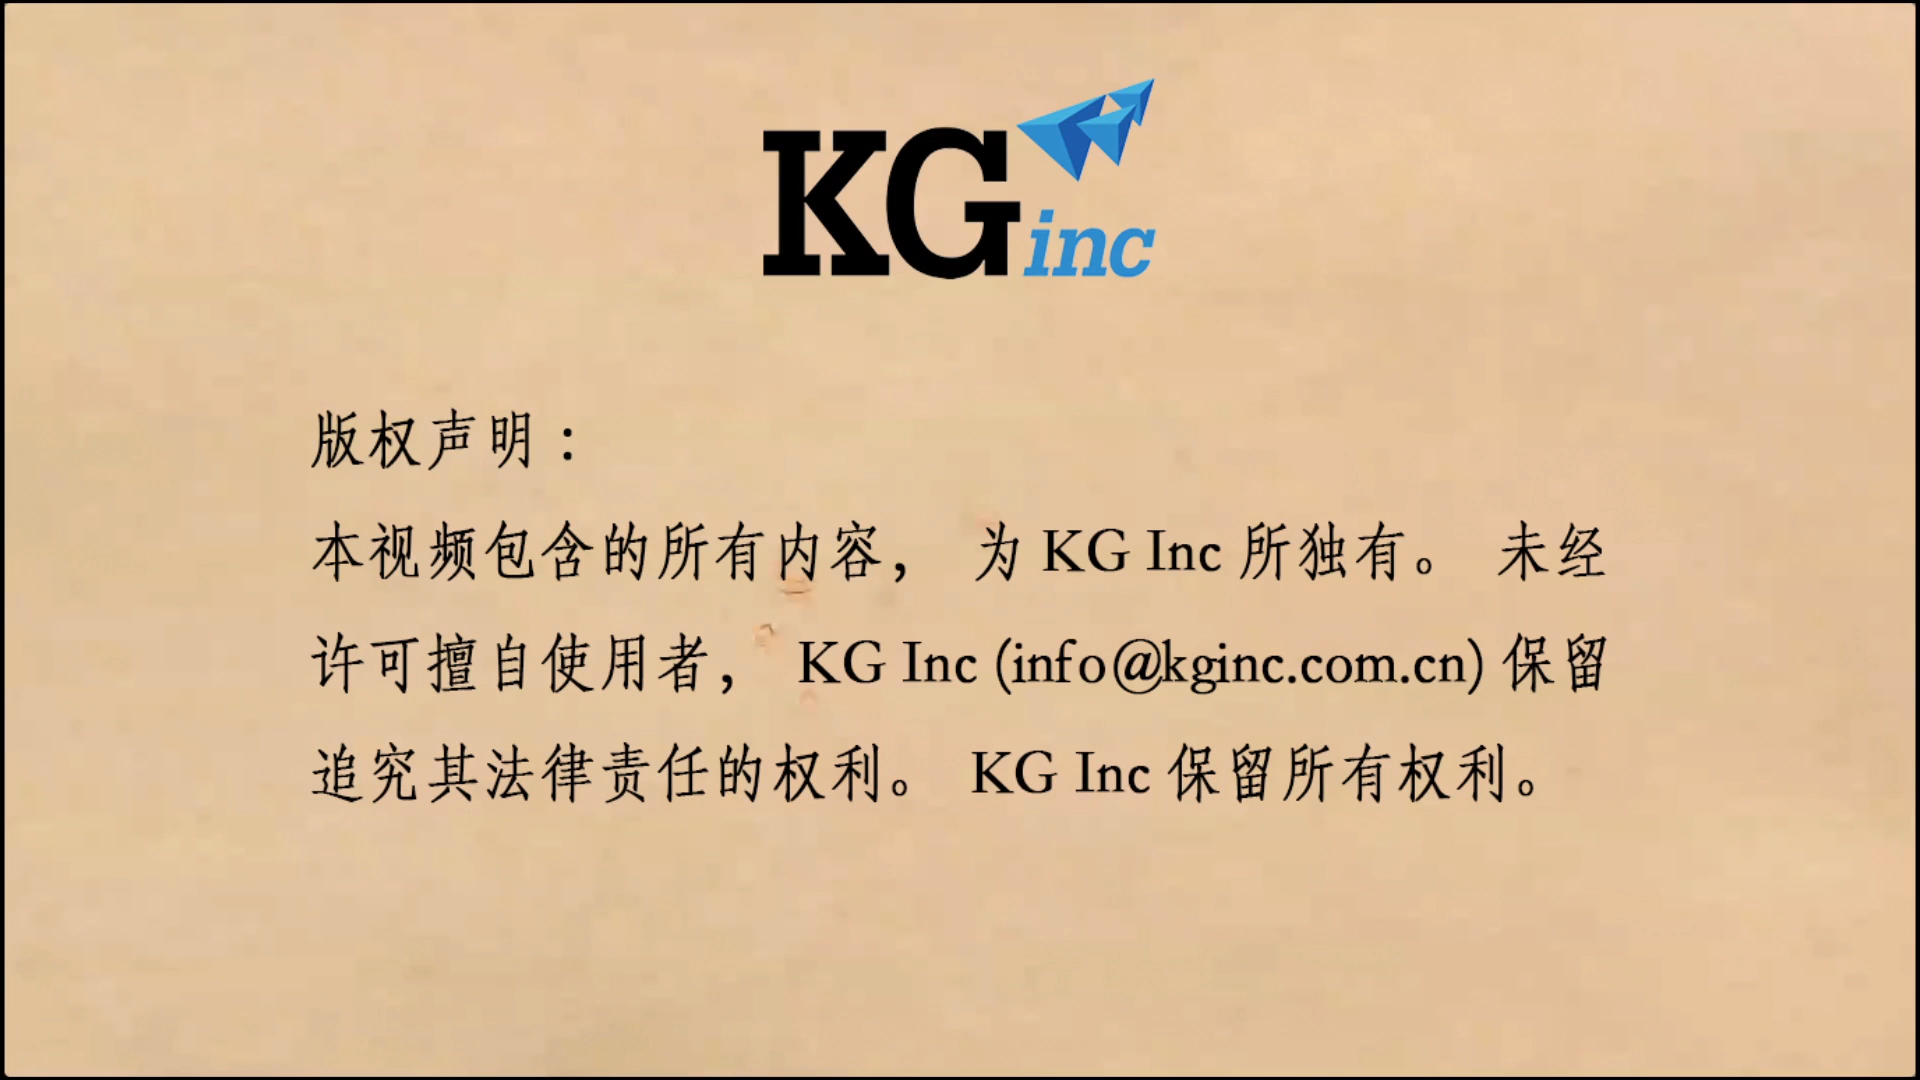 KG inc
版权声明：
本视频包含的所有内容， 为 KG Inc 所独有。 未经
许可擅自使用者， KG Inc (info@kginc.com.cn) 保留
追究其法律责任的权利。 KG Inc 保留所有权利。